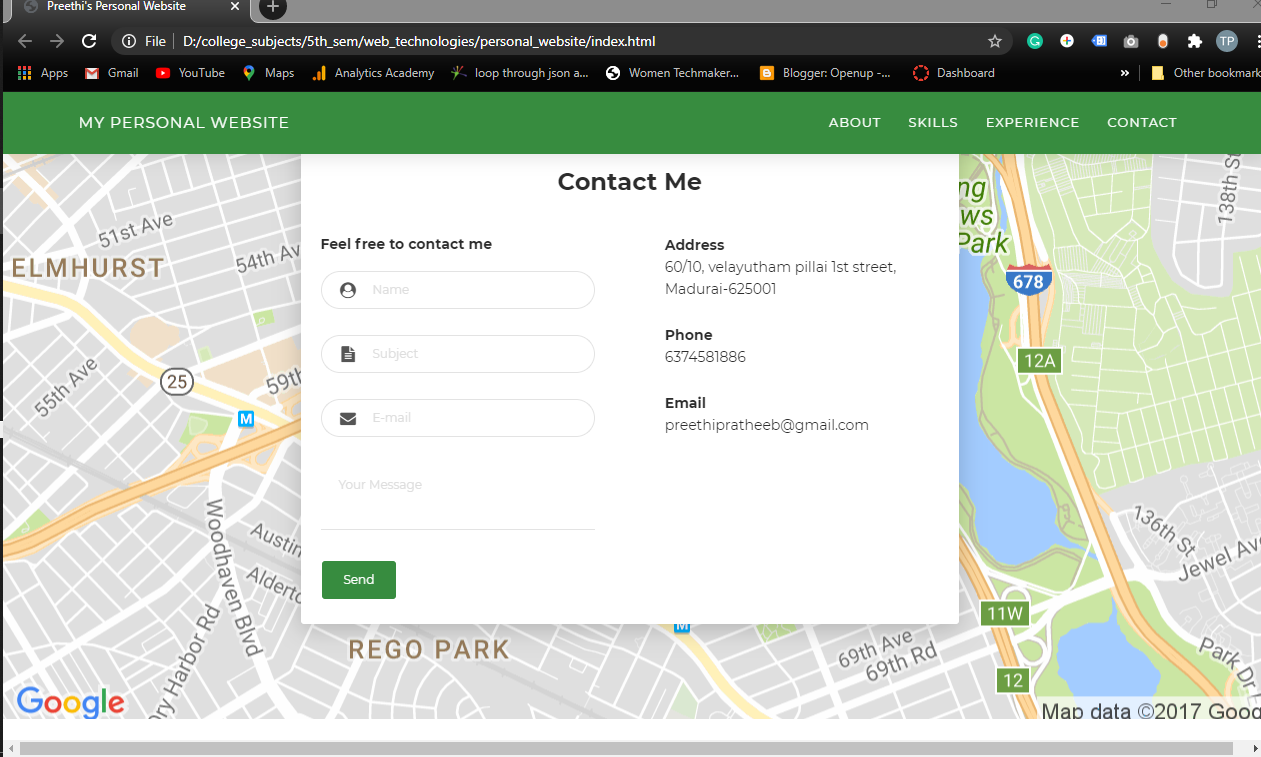 Preethi's Personal Website
File D:/college_subjects/5th_sem/web_technologies/personal_website/index.html
TP
Apps Gmail YouTube Maps Analytics Academy loop through json a... Women Techmaker... Blogger: Openup -... Dashboard » Other bookmark
MY PERSONAL WEBSITE ABOUT SKILLS EXPERIENCE CONTACT
Contact Me
Feel free to contact me
Name
Subject
E-mail
Your Message
Send
Address
60/10, velayutham pillai 1st street,
Madurai-625001
Phone
6374581886
Email
preethipratheeb@gmail.com
51st Ave
ELMHURST
54th Av
55th Ave
25
59th
M
Woodhaven Blvd
Austin
Alderto
ry Harbor Rd
REGO PARK
M
Google
ng
ws
Park
138th St
678
12A
136th St
Jewel Av
11W
69th Ave
69th Rd
12
Park Dr
Map data ©2017 Goog